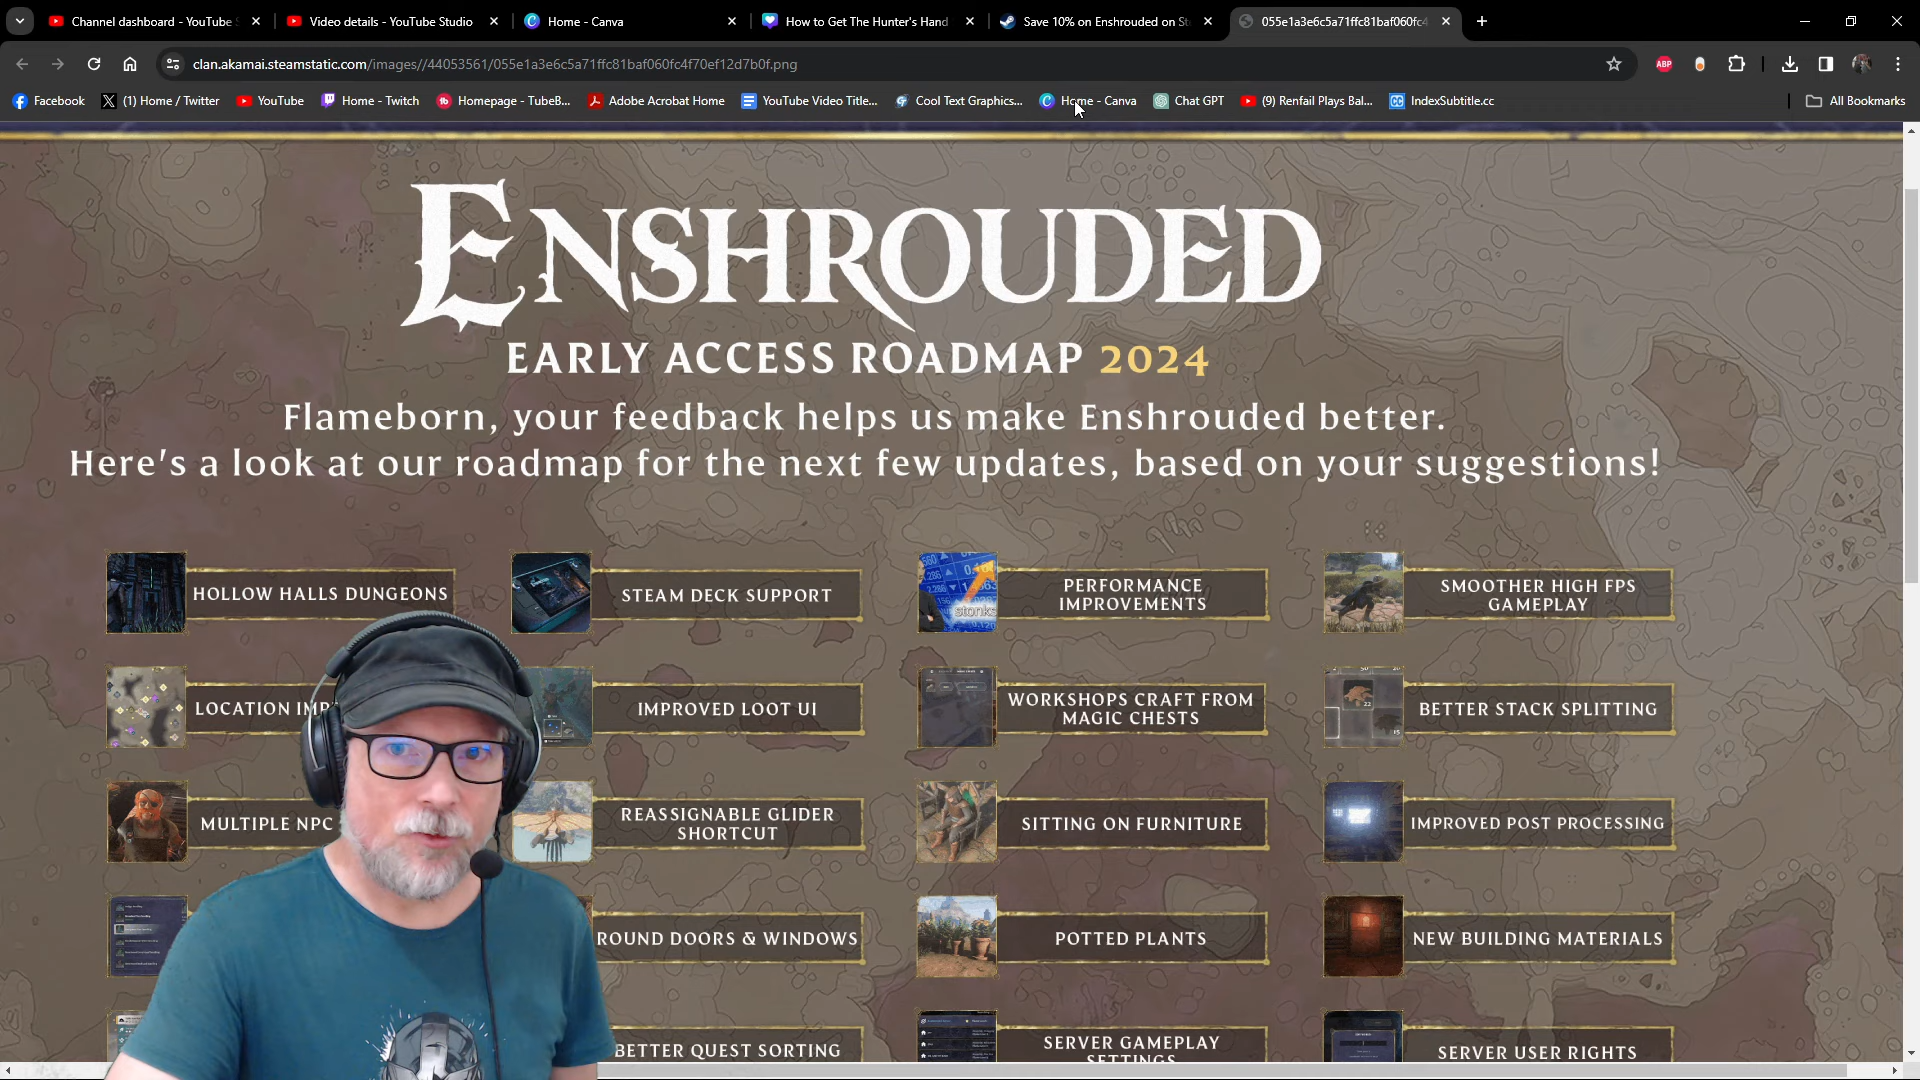 Channel dashboard - YouTube S
Video details - YouTube Studio
Home - Canva
How to Get The Hunter's Hand
Save 10% on Enshrouded on St
055e1a3e6c5a71ffc81baf060fc4
clan.akamai.steamstatic.com/images//44053561/055e1a3e6c5a71ffc81baf060fc4f70ef12d7b0f.png
ABP
Facebook
(1) Home / Twitter
YouTube
Home - Twitch
Homepage - TubeB...
Adobe Acrobat Home
YouTube Video Title...
Cool Text Graphics...
Home - Canva
Chat GPT
(9) Renfail Plays Bal...
IndexSubtitle.cc
All Bookmarks
ENSHROUDED
EARLY ACCESS ROADMAP 2024
Flameborn, your feedback helps us make Enshrouded better.
Here's a look at our roadmap for the next few updates, based on your suggestions!
HOLLOW HALLS DUNGEONS
STEAM DECK SUPPORT
stonks
PERFORMANCE
IMPROVEMENTS
SMOOTHER HIGH FPS
GAMEPLAY
LOCATION IMP
IMPROVED LOOT UI
WORKSHOPS CRAFT FROM
MAGIC CHESTS
22
15
BETTER STACK SPLITTING
MULTIPLE NPC
REASSIGNABLE GLIDER
SHORTCUT
SITTING ON FURNITURE
IMPROVED POST PROCESSING
ROUND DOORS & WINDOWS
POTTED PLANTS
NEW BUILDING MATERIALS
BETTER QUEST SORTING
SERVER GAMEPLAY
SETTINGS
SERVER USER RIGHTS